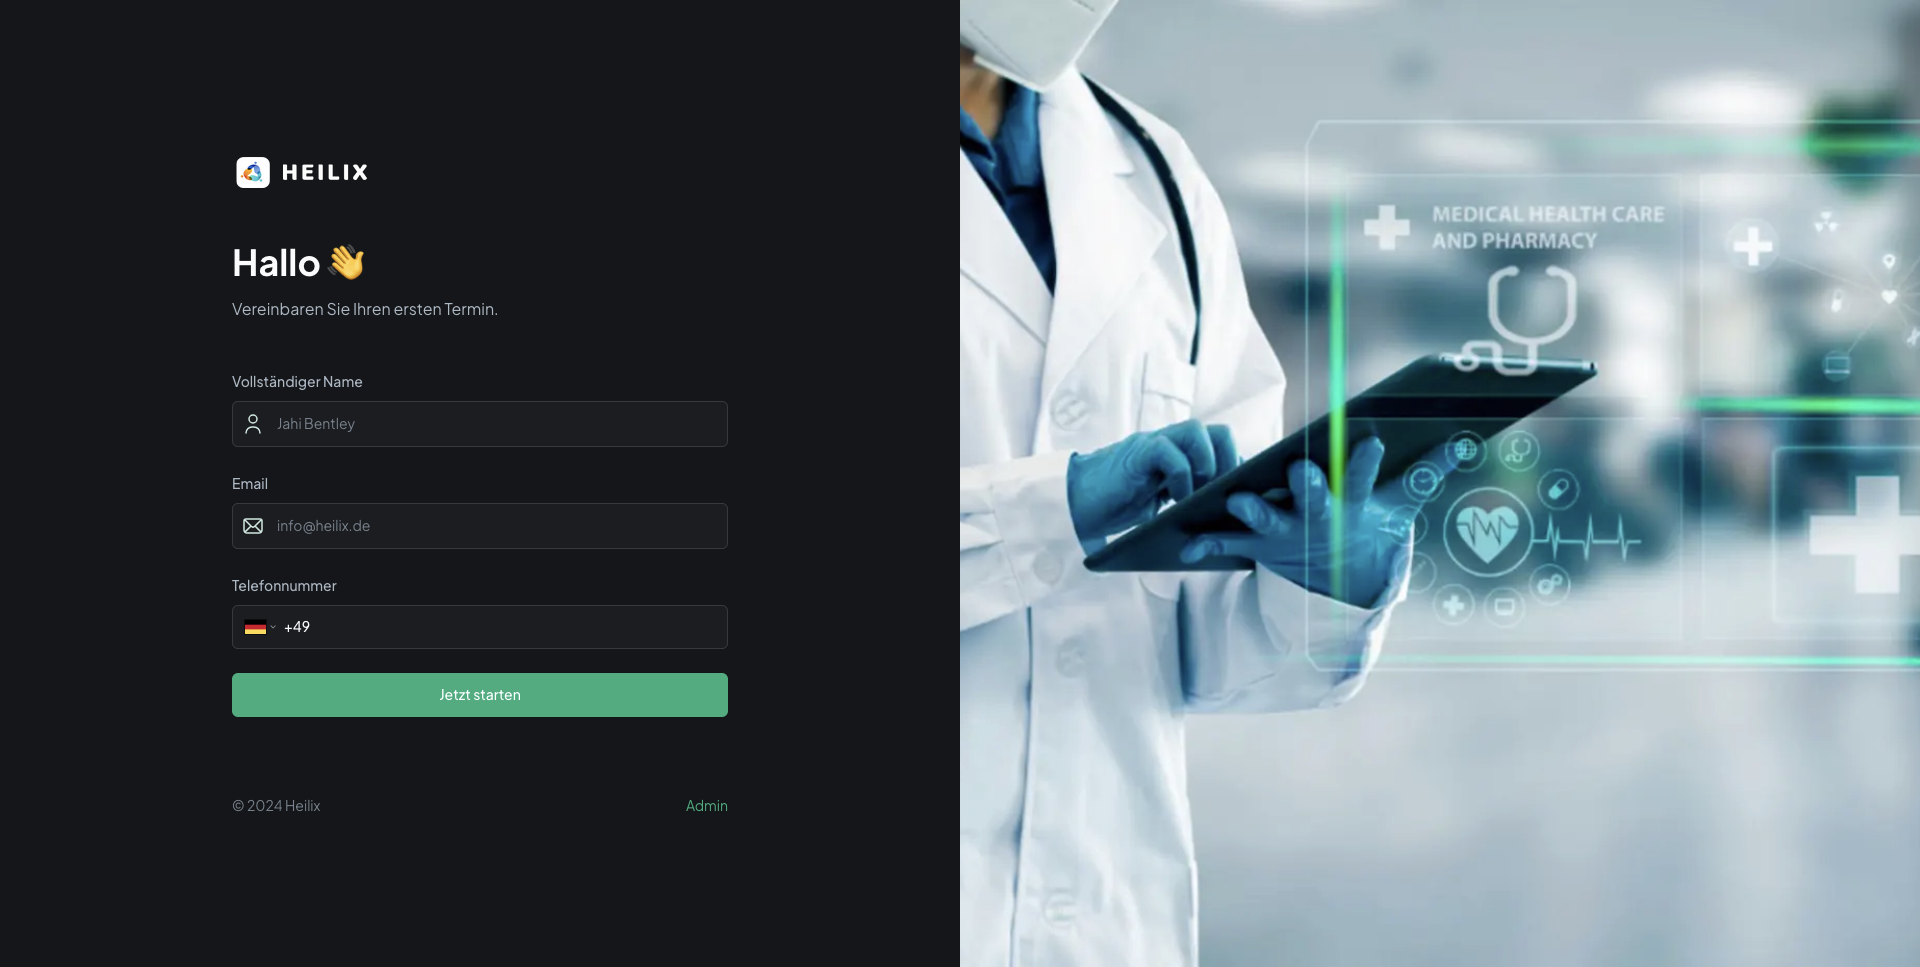 HEILIX
Hallo 👋
Vereinbaren Sie Ihren ersten Termin.
Vollständiger Name
Jahi Bentley
Email
info@heilix.de
Telefonnummer
+49
Jetzt starten
© 2024 Heilix
Admin
MEDICAL HEALTH CARE
AND PHARMACY